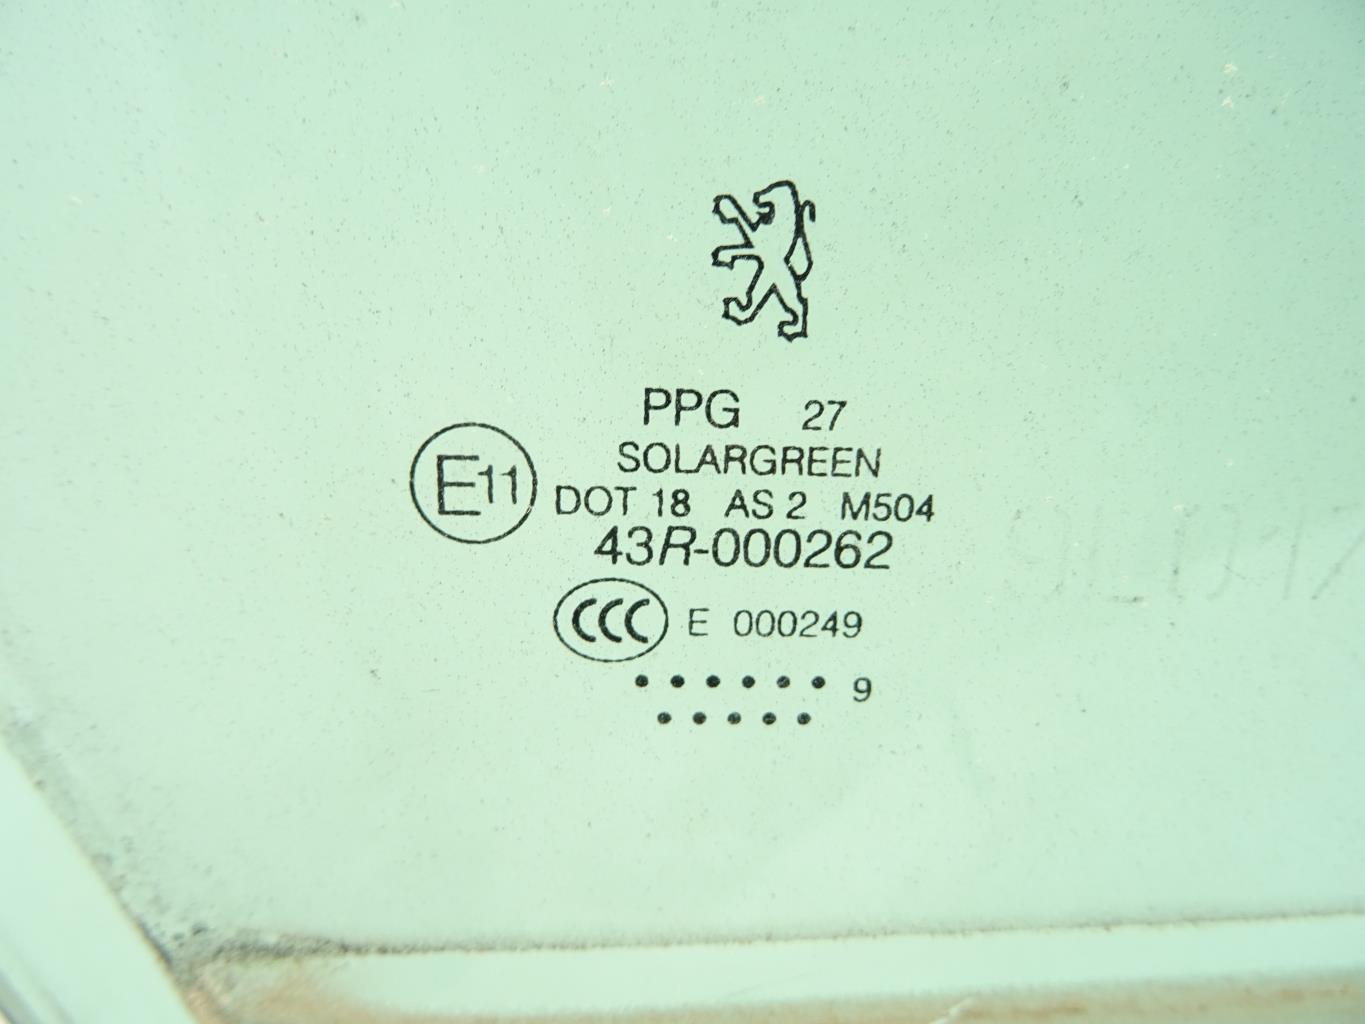 PPG 27
SOLARGREEN
E11
DOT 18 AS 2 M504
43R-000262
CCC E 000249
•••••• 9
•••••